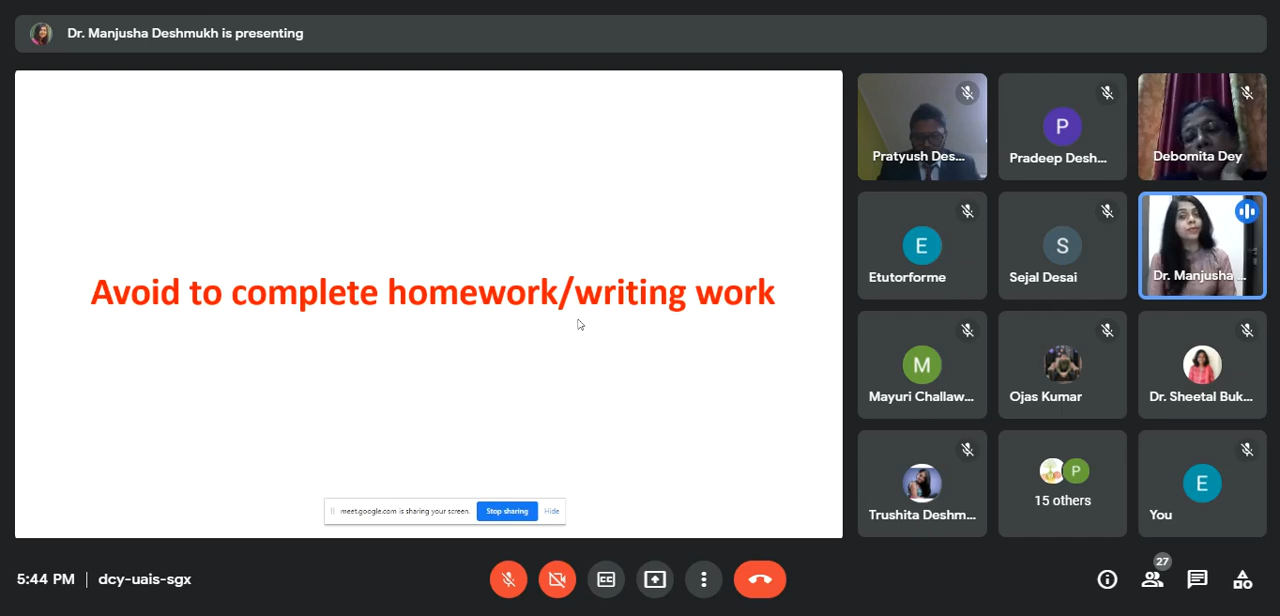 Dr. Manjusha Deshmukh is presenting
Avoid to complete homework/writing work
meet.google.com is sharing your screen.
Stop sharing
Hide
Pratyush Des...
P
Pradeep Desh...
Debomita Dey
E
Etutorforme
S
Sejal Desai
Dr. Manjusha ...
M
Mayuri Challaw...
Ojas Kumar
Dr. Sheetal Buk...
Trushita Deshm...
P
15 others
E
You
5:44 PM | dcy-uais-sgx
CC
27